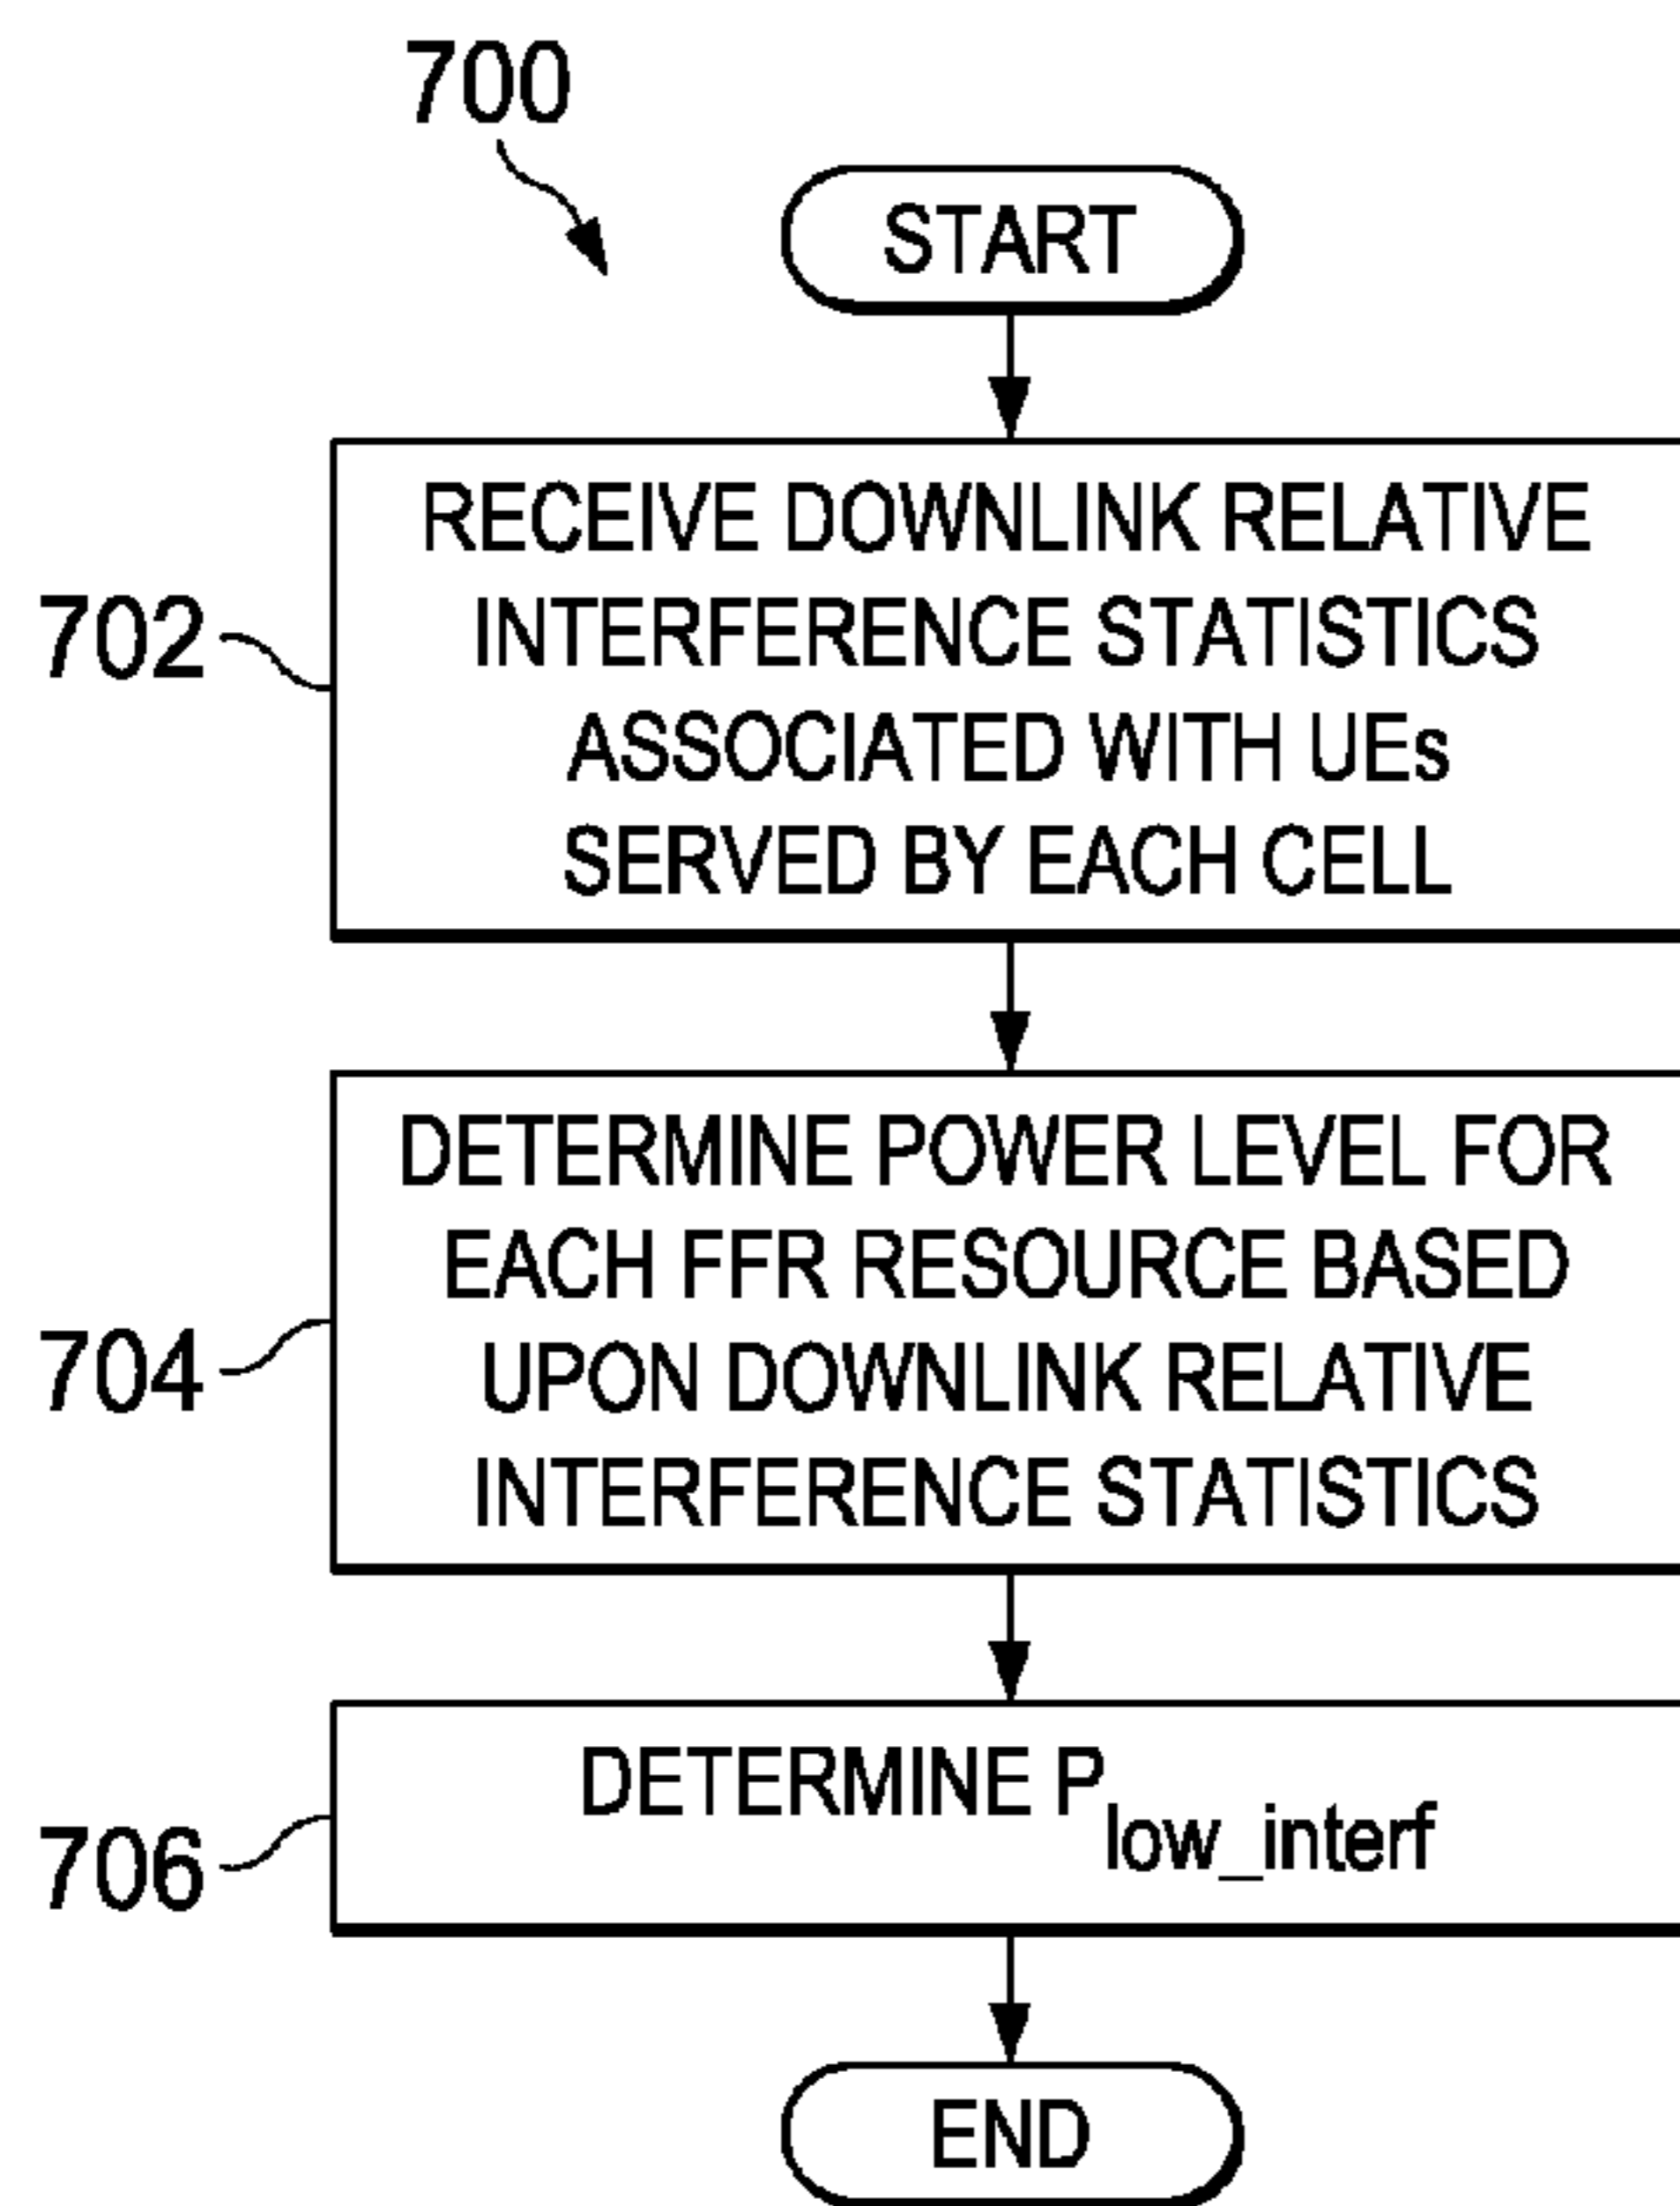 700
START
702
RECEIVE DOWNLINK RELATIVE
INTERFERENCE STATISTICS
ASSOCIATED WITH UEs
SERVED BY EACH CELL
704
DETERMINE POWER LEVEL FOR
EACH FFR RESOURCE BASED
UPON DOWNLINK RELATIVE
INTERFERENCE STATISTICS
706
DETERMINE P low_interf
END